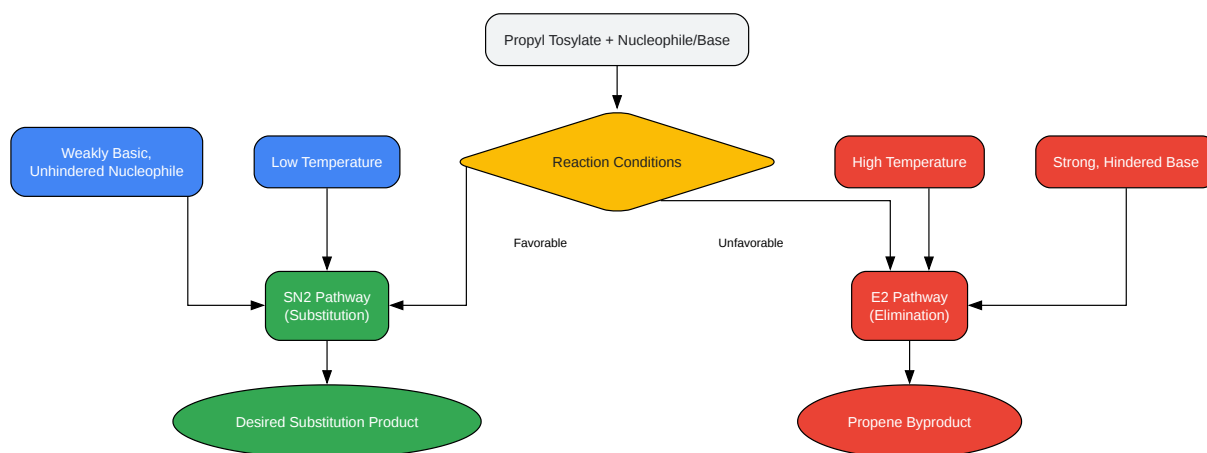 Propyl Tosylate + Nucleophile/Base
Weakly Basic,
Unhindered Nucleophile
Low Temperature
Reaction Conditions
High Temperature
Strong, Hindered Base
Favorable
Unfavorable
SN2 Pathway
(Substitution)
E2 Pathway
(Elimination)
Desired Substitution Product
Propene Byproduct